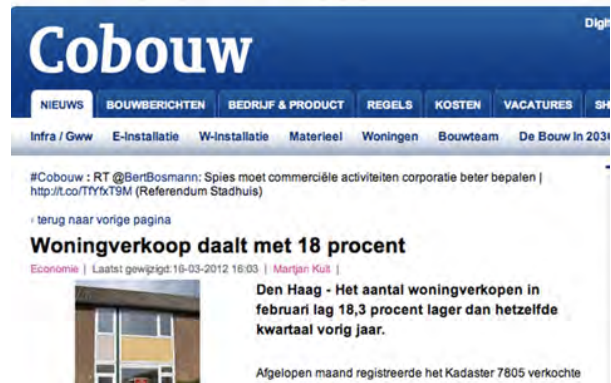 Digit
Cobouw
NIEUWS BOUWBERICHTEN BEDRIJF & PRODUCT REGELS KOSTEN VACATURES SH
Infra / Gww E-Installatie W-Installatie Materieel Woningen Bouwteam De Bouw in 203
#Cobouw : RT @BertBosmann: Spies moet commerciële activiteiten corporatie beter bepalen |
http://t.co/TfYfxT9M (Referendum Stadhuis)
‹ terug naar vorige pagina
Woningverkoop daalt met 18 procent
Economie | Laatst gewijzigd:16-03-2012 16:03 | Martjan Kuit |
Den Haag - Het aantal woningverkopen in
februari lag 18,3 procent lager dan hetzelfde
kwartaal vorig jaar.
Afgelopen maand registreerde het Kadaster 7805 verkochte